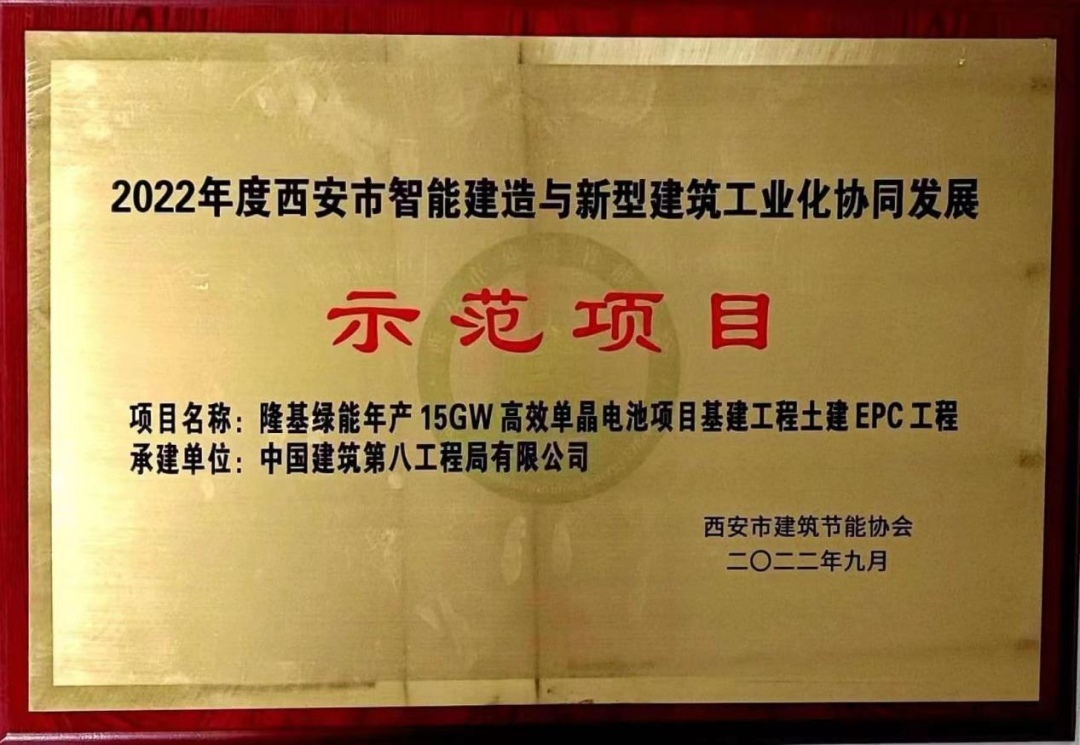 2022年度西安市智能建造与新型建筑工业化协同发展
示范项目
项目名称：隆基绿能年产15GW高效单晶电池项目基建工程土建EPC工程
承建单位：中国建筑第八工程局有限公司
西安市建筑节能协会
二〇二二年九月